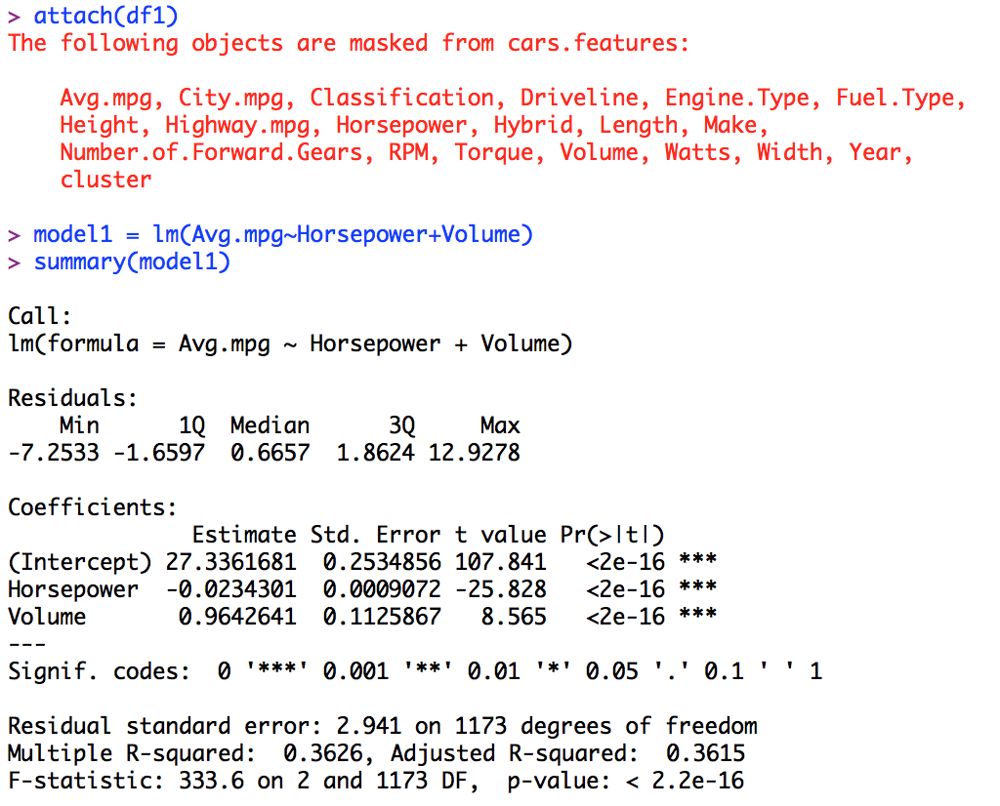 > attach(df1)
The following objects are masked from cars.features:

    Avg.mpg, City.mpg, Classification, Driveline, Engine.Type, Fuel.Type,
    Height, Highway.mpg, Horsepower, Hybrid, Length, Make,
    Number.of.Forward.Gears, RPM, Torque, Volume, Watts, Width, Year,
    cluster

> model1 = lm(Avg.mpg~Horsepower+Volume)
> summary(model1)

Call:
lm(formula = Avg.mpg ~ Horsepower + Volume)

Residuals:
    Min      1Q  Median      3Q     Max
-7.2533 -1.6597  0.6657  1.8624 12.9278

Coefficients:
              Estimate Std. Error t value Pr(>|t|)
(Intercept) 27.3361681  0.2534856 107.841   <2e-16 ***
Horsepower  -0.0234301  0.0009072 -25.828   <2e-16 ***
Volume       0.9642641  0.1125867   8.565   <2e-16 ***
---
Signif. codes:  0 '***' 0.001 '**' 0.01 '*' 0.05 '.' 0.1 ' ' 1

Residual standard error: 2.941 on 1173 degrees of freedom
Multiple R-squared:  0.3626, Adjusted R-squared:  0.3615
F-statistic: 333.6 on 2 and 1173 DF,  p-value: < 2.2e-16